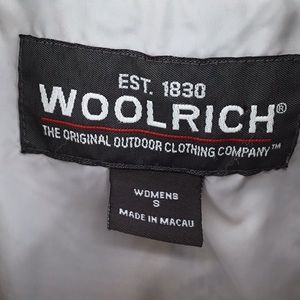 EST. 1830
WOOLRICH®
THE ORIGINAL OUTDOOR CLOTHING COMPANY™
WOMENS
S
MADE IN MACAU